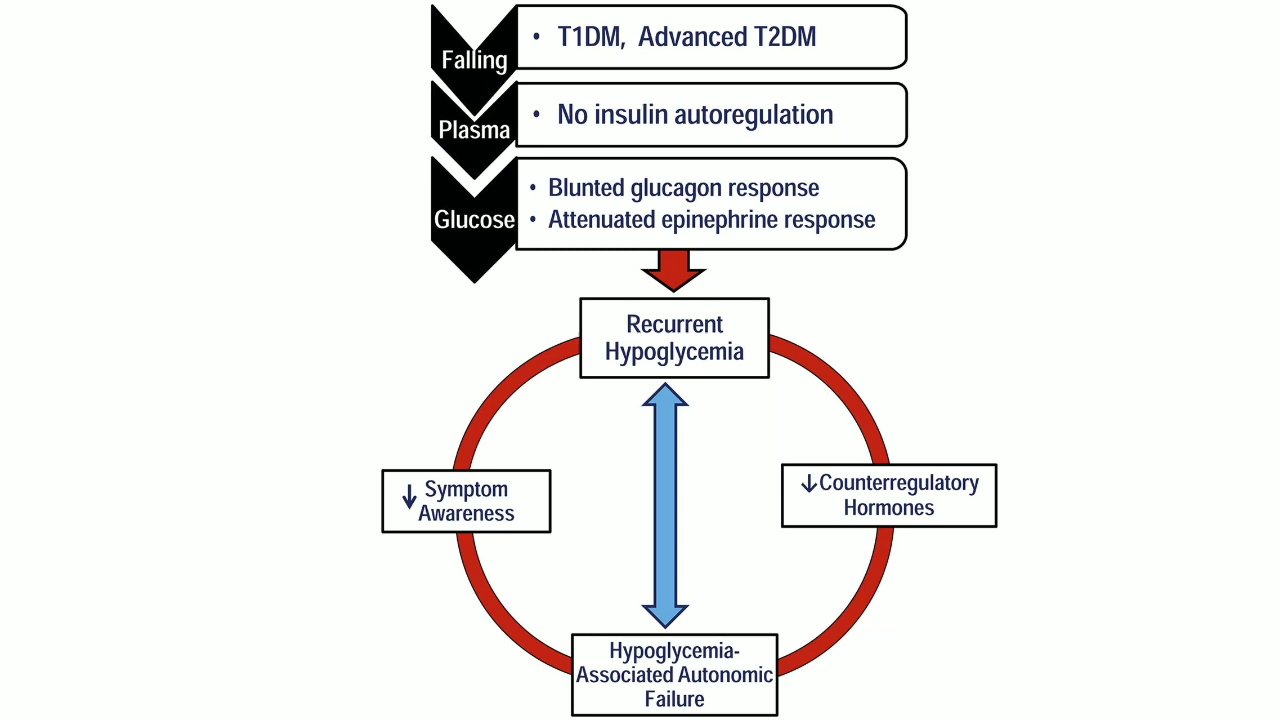 Falling
• T1DM, Advanced T2DM
Plasma
• No insulin autoregulation
Glucose
• Blunted glucagon response
• Attenuated epinephrine response
Recurrent
Hypoglycemia
↓ Symptom
Awareness
↓ Counterregulatory
Hormones
Hypoglycemia-
Associated Autonomic
Failure